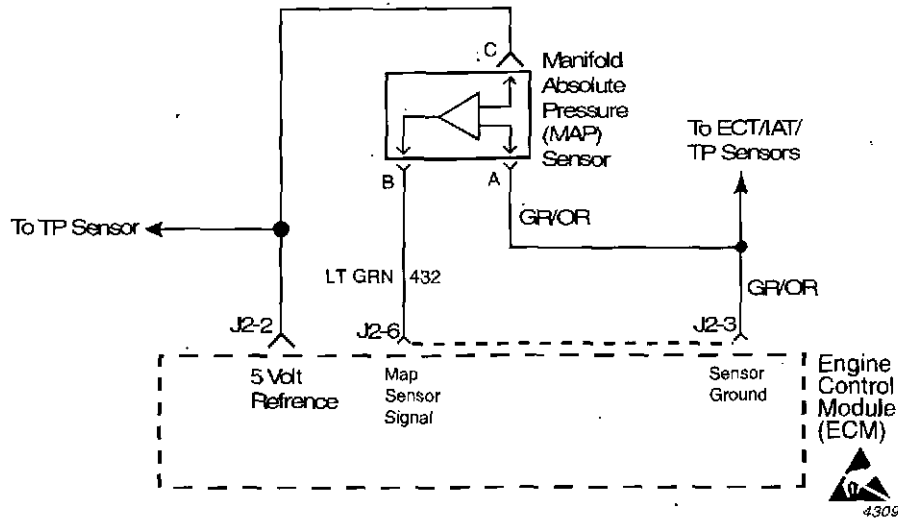 C
Manifold
Absolute
Pressure
(MAP)
Sensor
To ECT/IAT/
TP Sensors
B
A
GR/OR
To TP Sensor
LT GRN 432
GR/OR
J2-2
J2-6
J2-3
5 Volt
Refrence
Map
Sensor
Signal
Sensor
Ground
Engine
Control
Module
(ECM)
4309